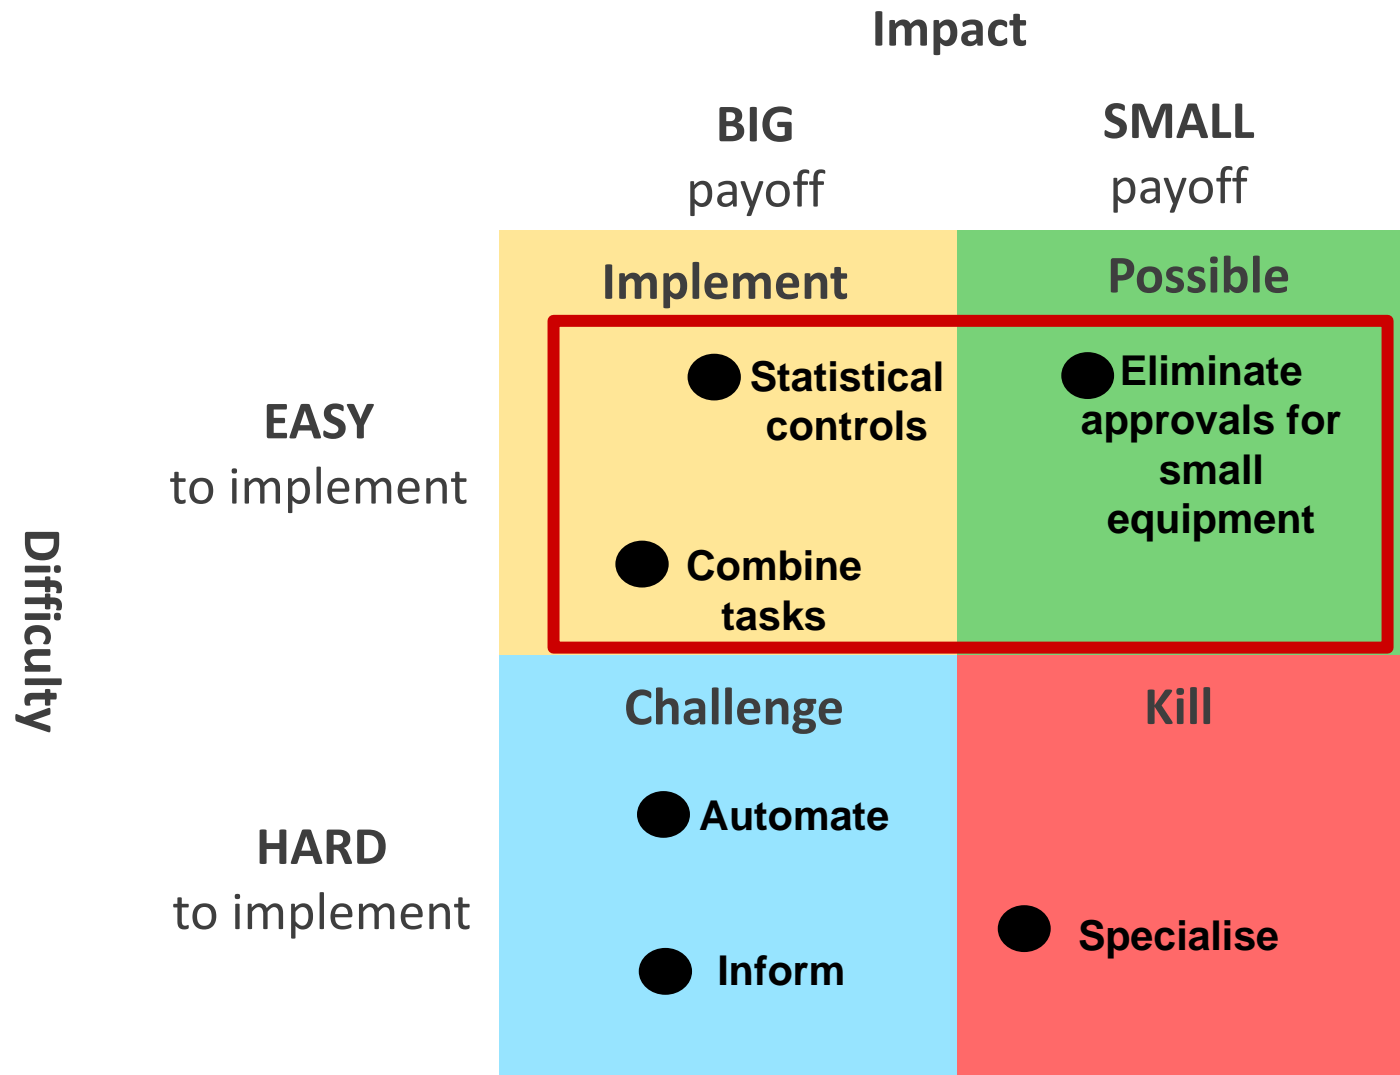 Impact
BIG
payoff
SMALL
payoff
Implement
Possible
EASY
to implement
Statistical
controls
Eliminate
approvals for
small
equipment
Combine
tasks
Difficulty
Challenge
Kill
HARD
to implement
Automate
Inform
Specialise